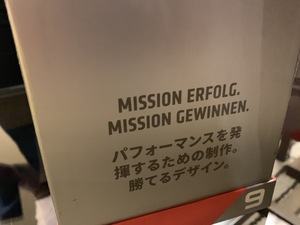 MISSION ERFOLG.
MISSION GEWINNEN.
パフォーマンスを発
揮するための制作。
勝てるデザイン。
9